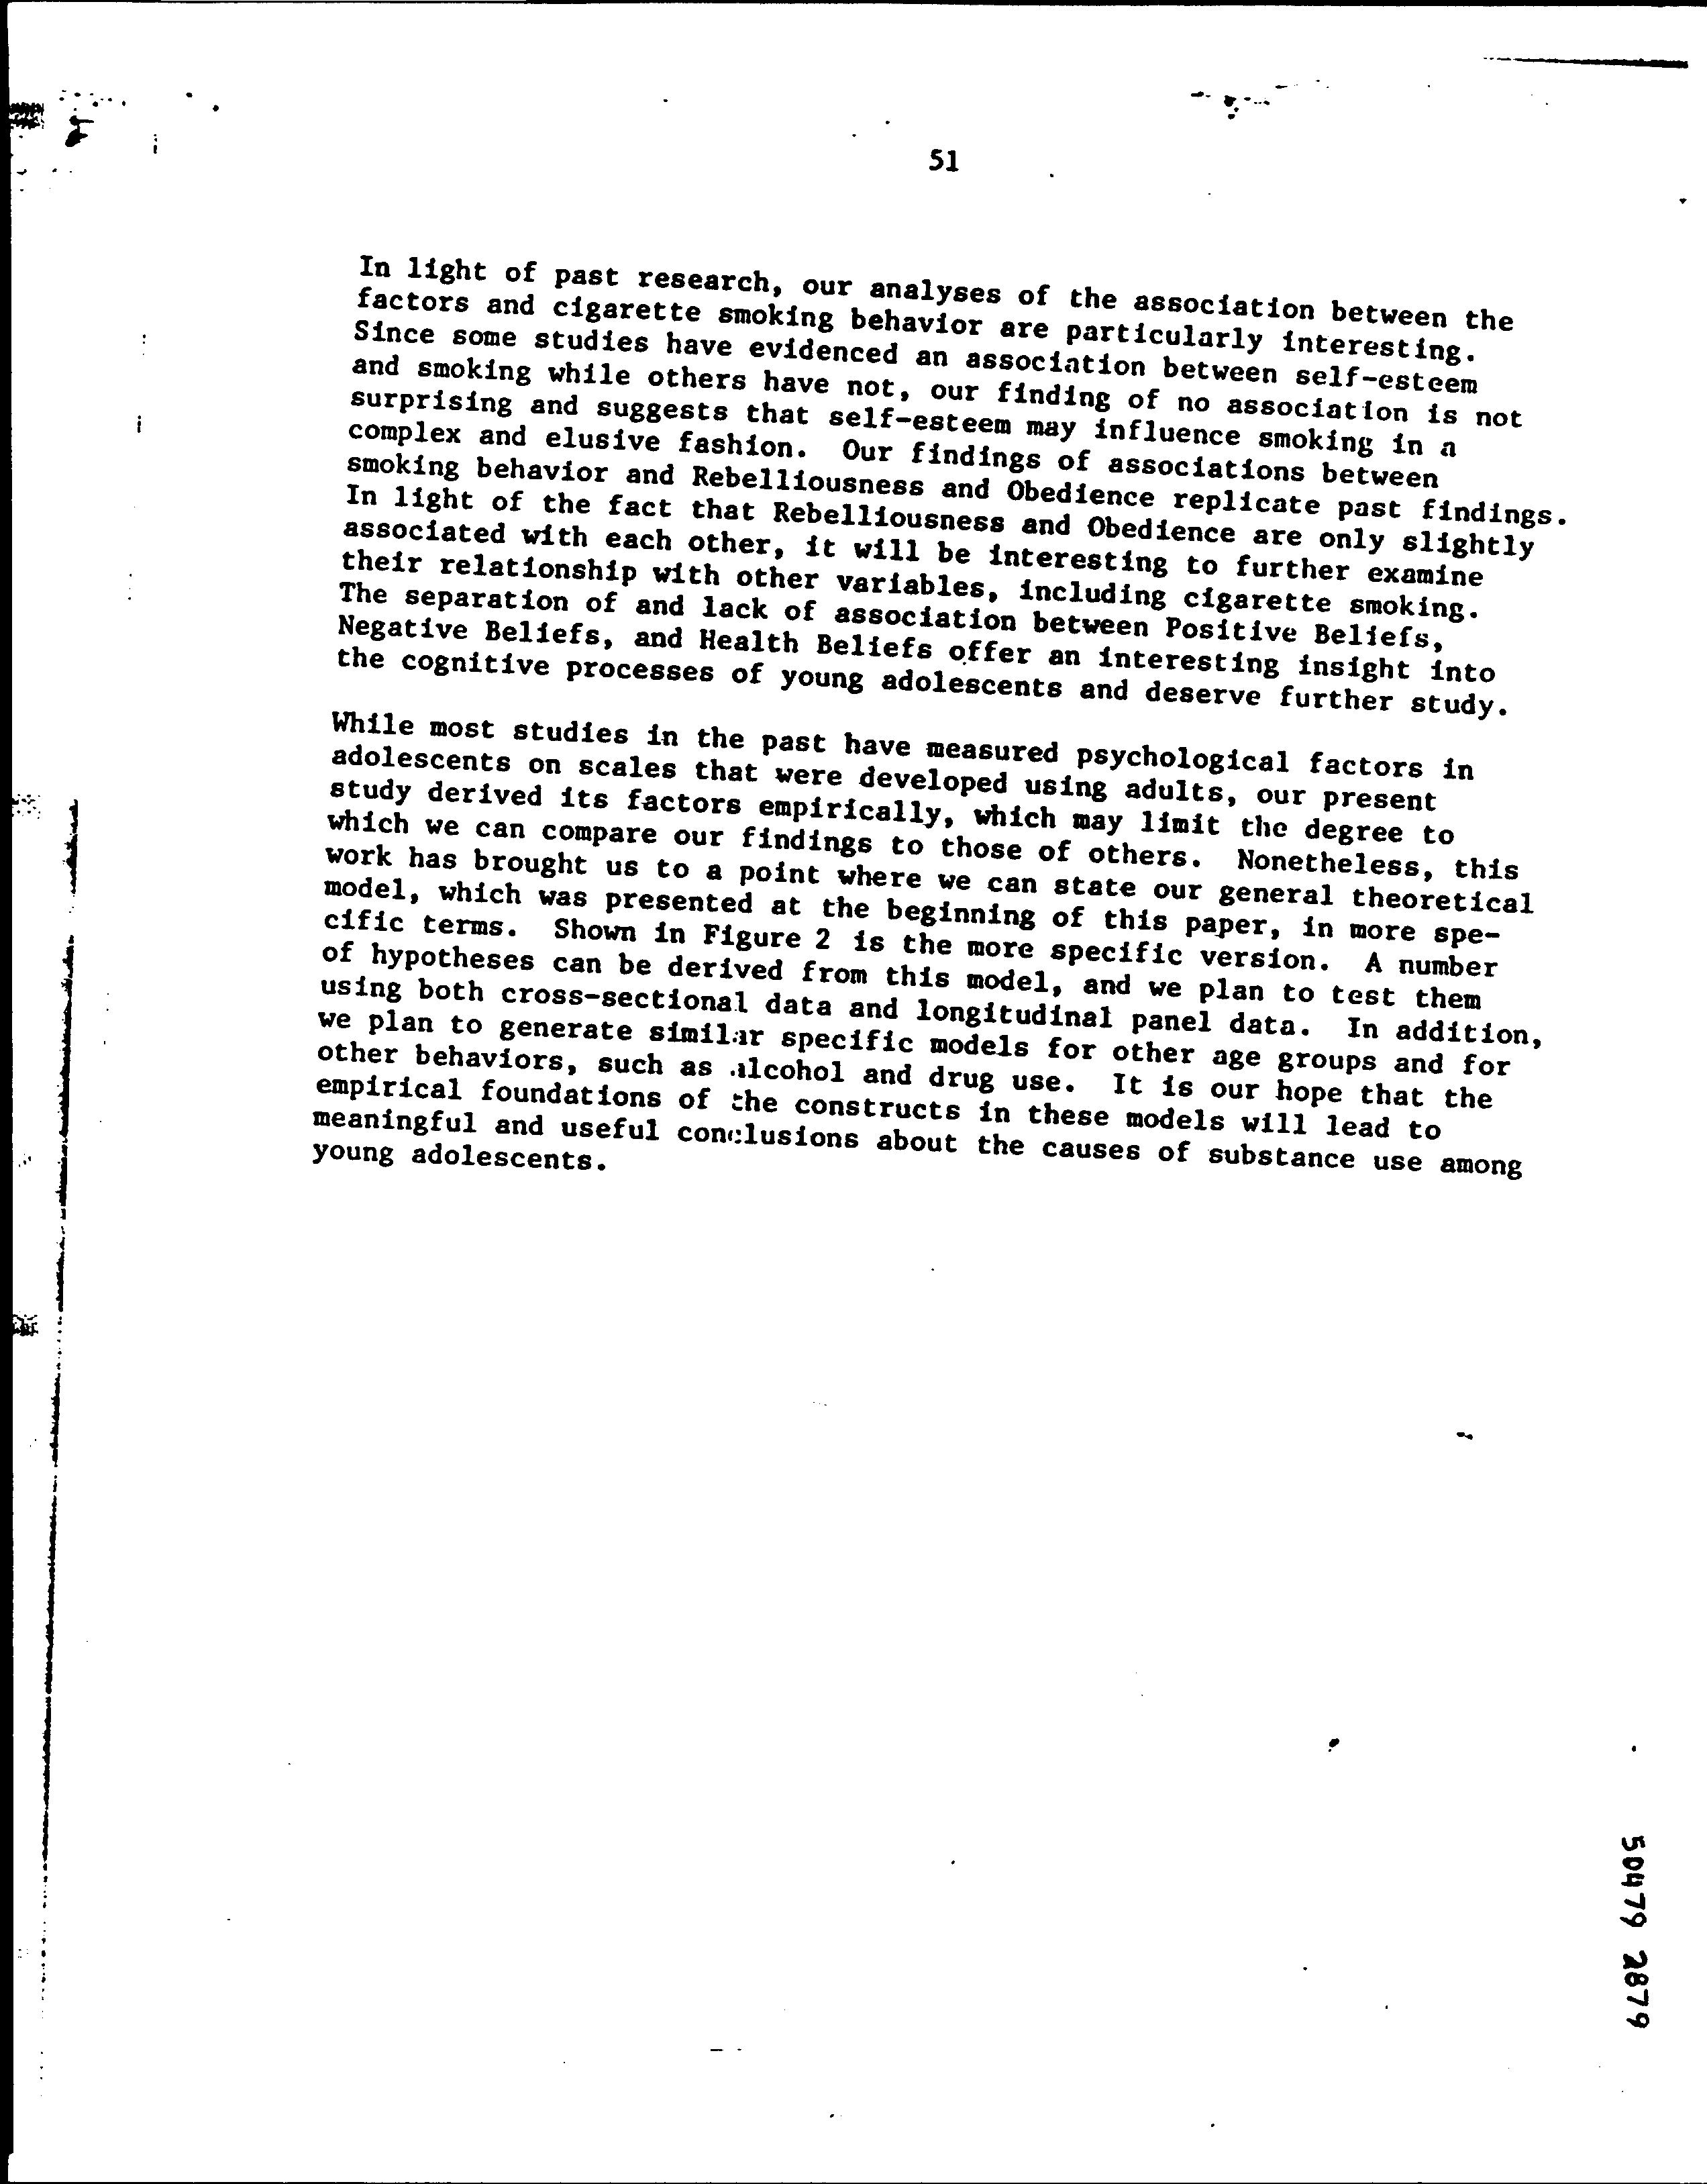 51
In light of past research, our analyses of the association between the
factors and cigarette smoking behavior are particularly interesting.
Since some studies have evidenced an association between self-esteem
and smoking while others have not, our finding of no association is not
surprising and suggests that self-esteem may influence smoking in a
complex and elusive fashion. Our findings of associations between
smoking behavior and Rebelliousness and Obedience replicate past findings.
In light of the fact that Rebelliousness and Obedience are only slightly
associated with each other, it will be interesting to further examine
their relationship with other variables, including cigarette smoking.
The separation of and lack of association between Positive Beliefs,
Negative Beliefs, and Health Beliefs offer an interesting insight into
the cognitive processes of young adolescents and deserve further study.
While most studies in the past have measured psychological factors in
adolescents on scales that were developed using adults, our present
study derived its factors empirically, which may limit the degree to
which we can compare our findings to those of others. Nonetheless, this
work has brought us to a point where we can state our general theoretical
model, which was presented at the beginning of this paper, in more spe-
cific terms. Shown in Figure 2 is the more specific version. A number
of hypotheses can be derived from this model, and we plan to test them
using both cross-sectional data and longitudinal panel data. In addition,
we plan to generate similar specific models for other age groups and for
other behaviors, such as alcohol and drug use. It is our hope that the
empirical foundations of the constructs in these models will lead to
meaningful and useful conclusions about the causes of substance use among
young adolescents.
50479 2879